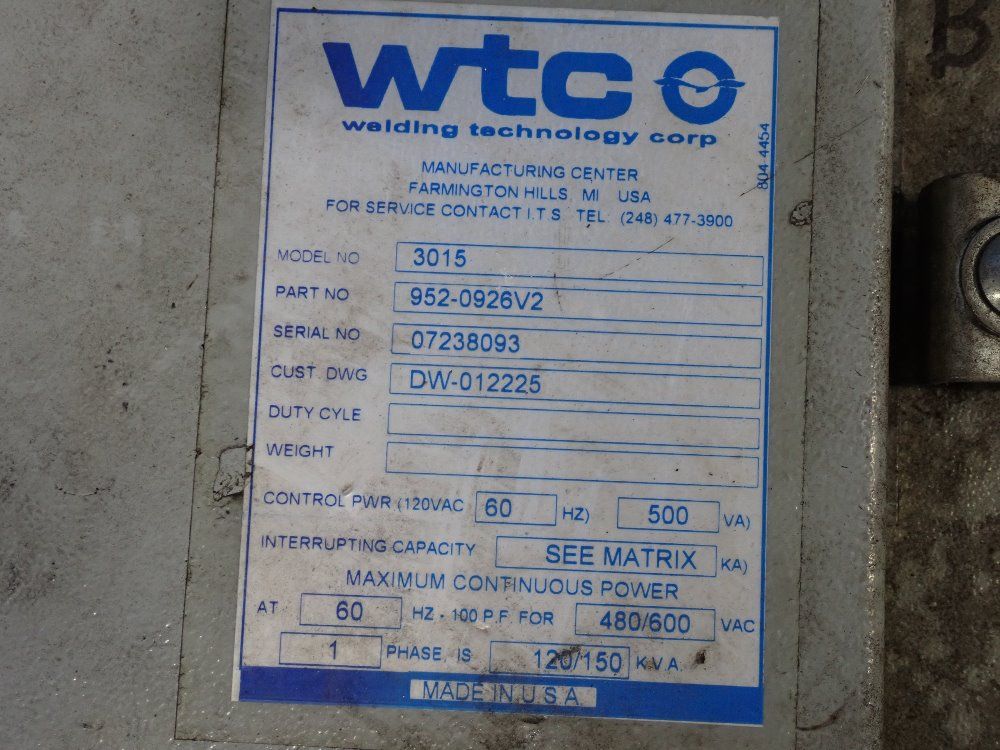 wtc
welding technology corp
804-4454
MANUFACTURING CENTER
FARMINGTON HILLS MI USA
FOR SERVICE CONTACT I.T.S. TEL. (248) 477-3900
MODEL NO 3015
PART NO 952-0926V2
SERIAL NO 07238093
CUST. DWG DW-012225
DUTY CYLE
WEIGHT
CONTROL PWR (120VAC 60 HZ) 500 VA)
INTERRUPTING CAPACITY SEE MATRIX KA)
MAXIMUM CONTINUOUS POWER
AT 60 HZ - 100 P.F. FOR 480/600 VAC
1 PHASE, IS 120/150 K.V.A.
MADE IN U.S.A.